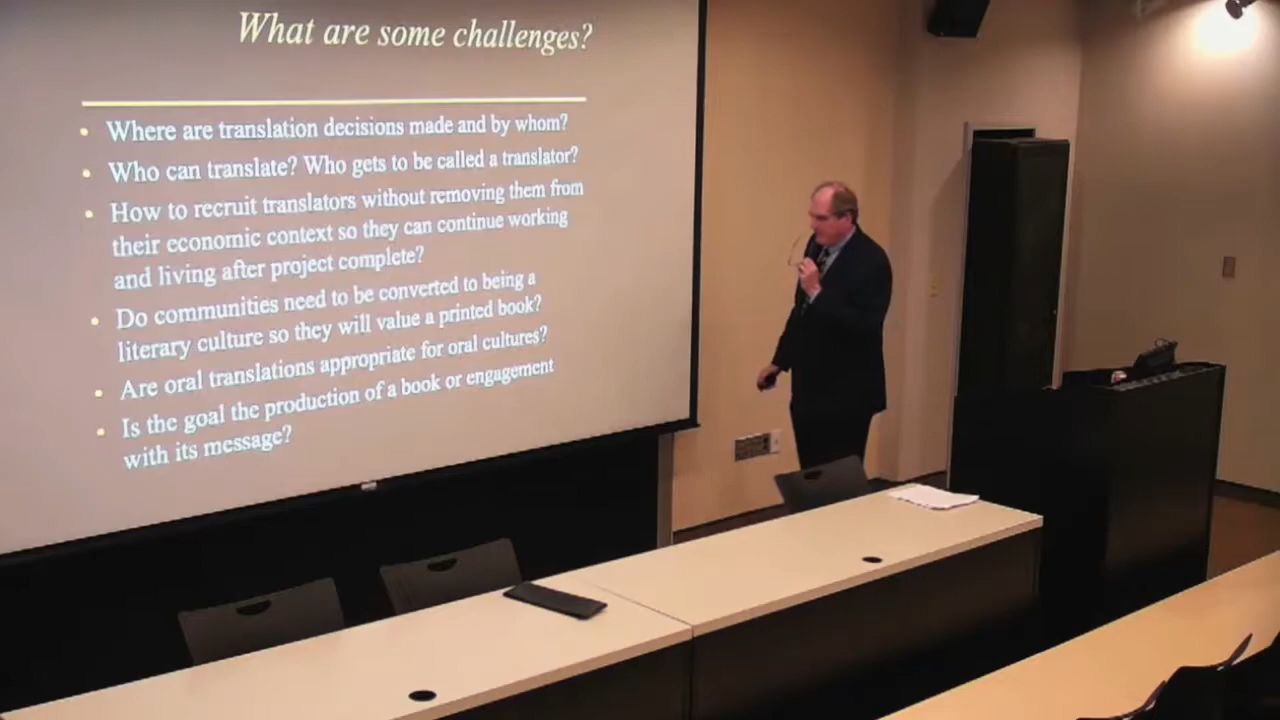 What are some challenges?
• Where are translation decisions made and by whom?
• Who can translate? Who gets to be called a translator?
• How to recruit translators without removing them from
their economic context so they can continue working
and living after project complete?
• Do communities need to be converted to being a
literary culture so they will value a printed book?
• Are oral translations appropriate for oral cultures?
• Is the goal the production of a book or engagement
with its message?